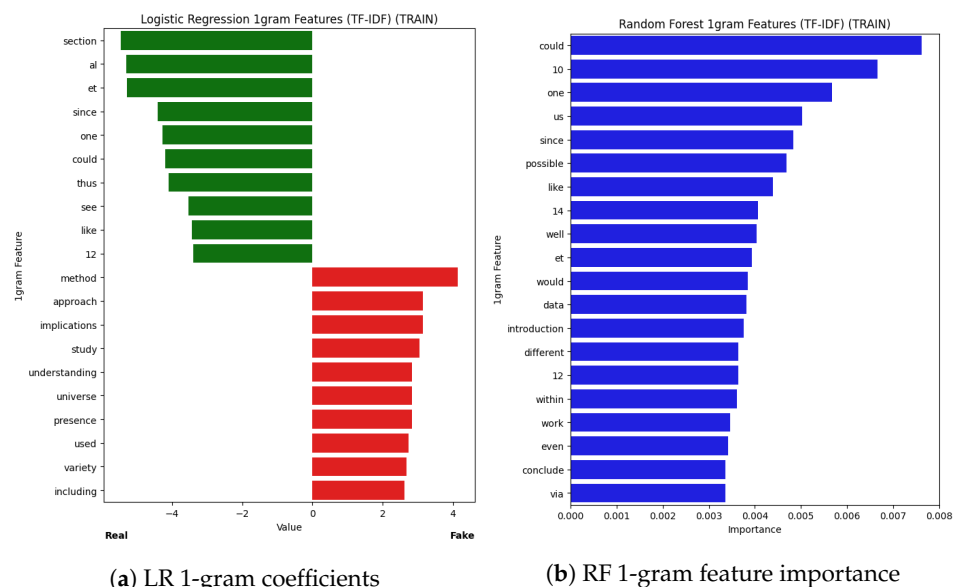 Logistic Regression 1gram Features (TF-IDF) (TRAIN)
1gram Feature
section
al
et
since
one
could
thus
see
like
12
method
approach
implications
study
understanding
universe
presence
used
variety
including
−4
−2
0
2
4
Value
Real
Fake
(a) LR 1-gram coefficients
Random Forest 1gram Features (TF-IDF) (TRAIN)
1gram Feature
could
10
one
us
since
possible
like
14
well
et
would
data
introduction
different
12
within
work
even
conclude
via
0.000
0.001
0.002
0.003
0.004
0.005
0.006
0.007
0.008
Importance
(b) RF 1-gram feature importance